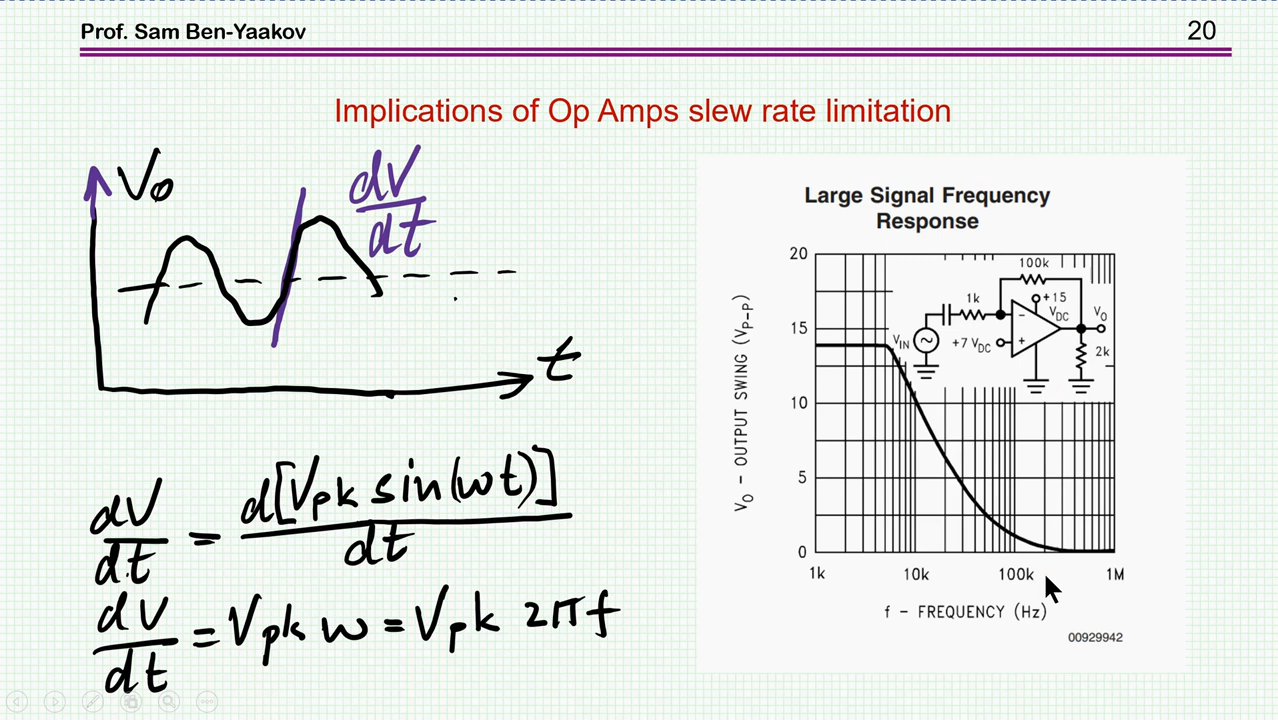 Prof. Sam Ben-Yaakov
20
Implications of Op Amps slew rate limitation
Vo
dV
dt
t
dV/dt = d[Vpk sin(ωt)]/dt
dV/dt = Vpk ω = Vpk 2πf
Large Signal Frequency
Response
20
15
10
5
0
VO - OUTPUT SWING (VP-P)
100k
1k
+15
VDC
VO
VIN
+7 VDC
2k
−
+
1k
10k
100k
1M
f - FREQUENCY (Hz)
00929942